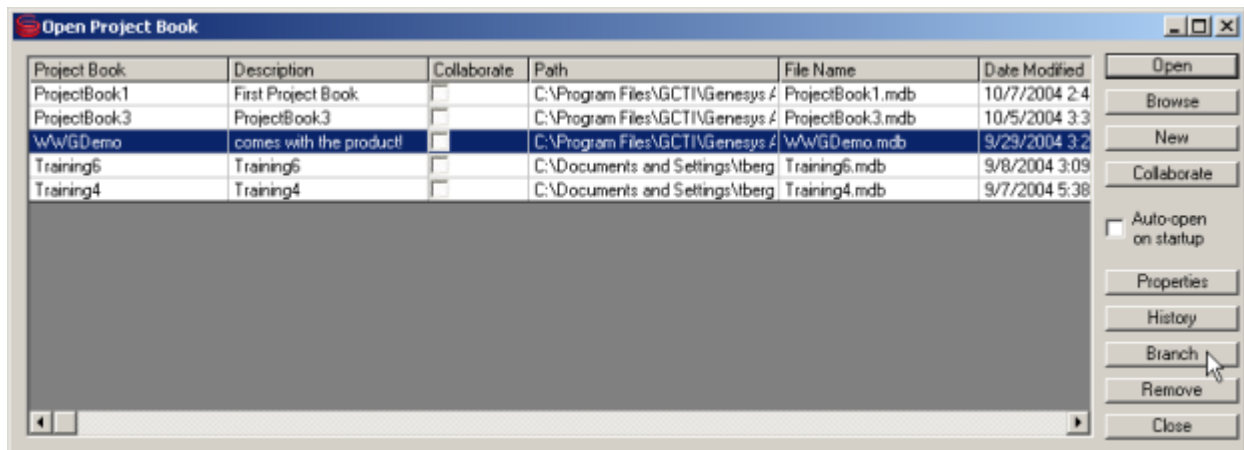 Open Project Book
Project Book Description Collaborate Path File Name Date Modified
ProjectBook1 First Project Book C:\Program Files\GCTI\Genesys A ProjectBook1.mdb 10/7/2004 2:4
ProjectBook3 ProjectBook3 C:\Program Files\GCTI\Genesys A ProjectBook3.mdb 10/5/2004 3:3
WWGDemo comes with the product! C:\Program Files\GCTI\Genesys A WWGDemo.mdb 9/29/2004 3:2
Training6 Training6 C:\Documents and Settings\tberg Training6.mdb 9/8/2004 3:09
Training4 Training4 C:\Documents and Settings\tberg Training4.mdb 9/7/2004 5:38
Open
Browse
New
Collaborate
Auto-open
on startup
Properties
History
Branch
Remove
Close